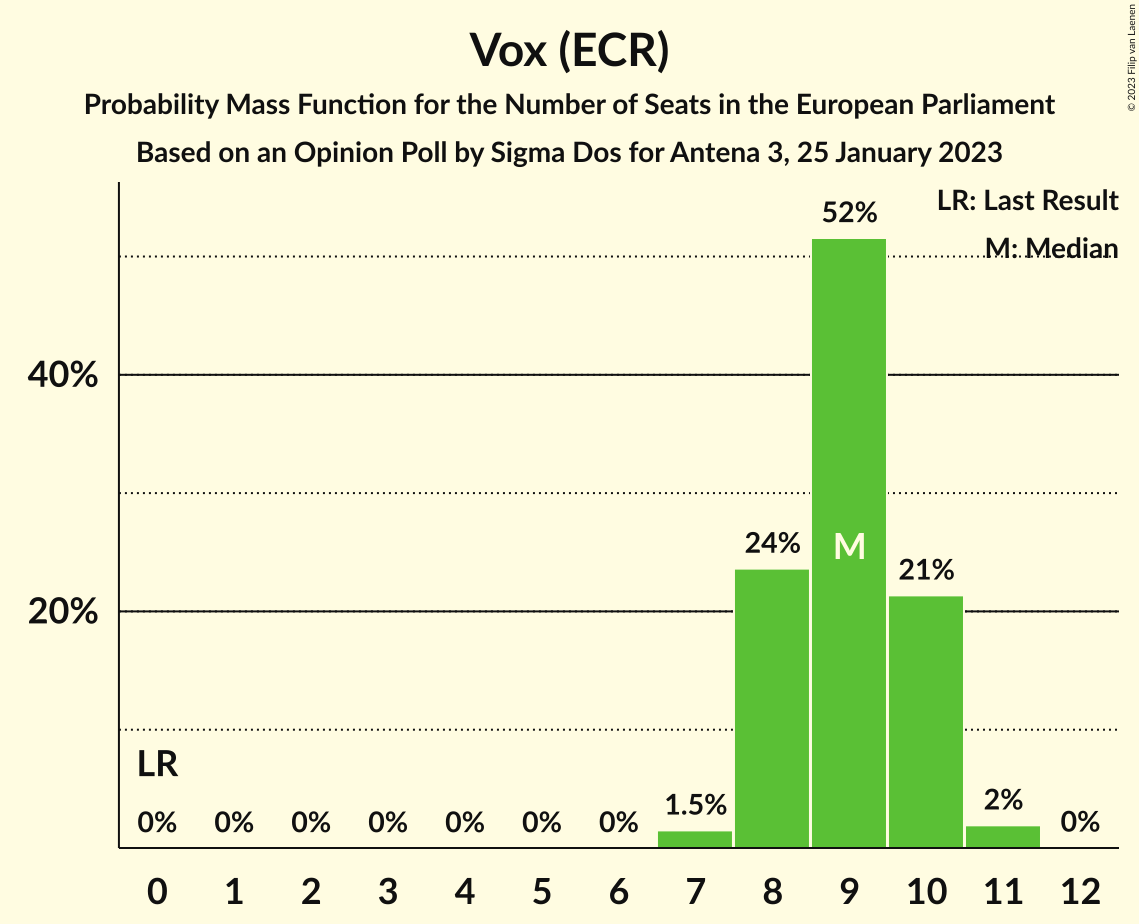 Vox (ECR)
Probability Mass Function for the Number of Seats in the European Parliament
Based on an Opinion Poll by Sigma Dos for Antena 3, 25 January 2023
© 2023 Filip van Laenen
LR: Last Result
M: Median
52%
40%
24%
M
21%
20%
LR
0% 0% 0% 0% 0% 0% 0% 1.5% 2% 0%
0 1 2 3 4 5 6 7 8 9 10 11 12